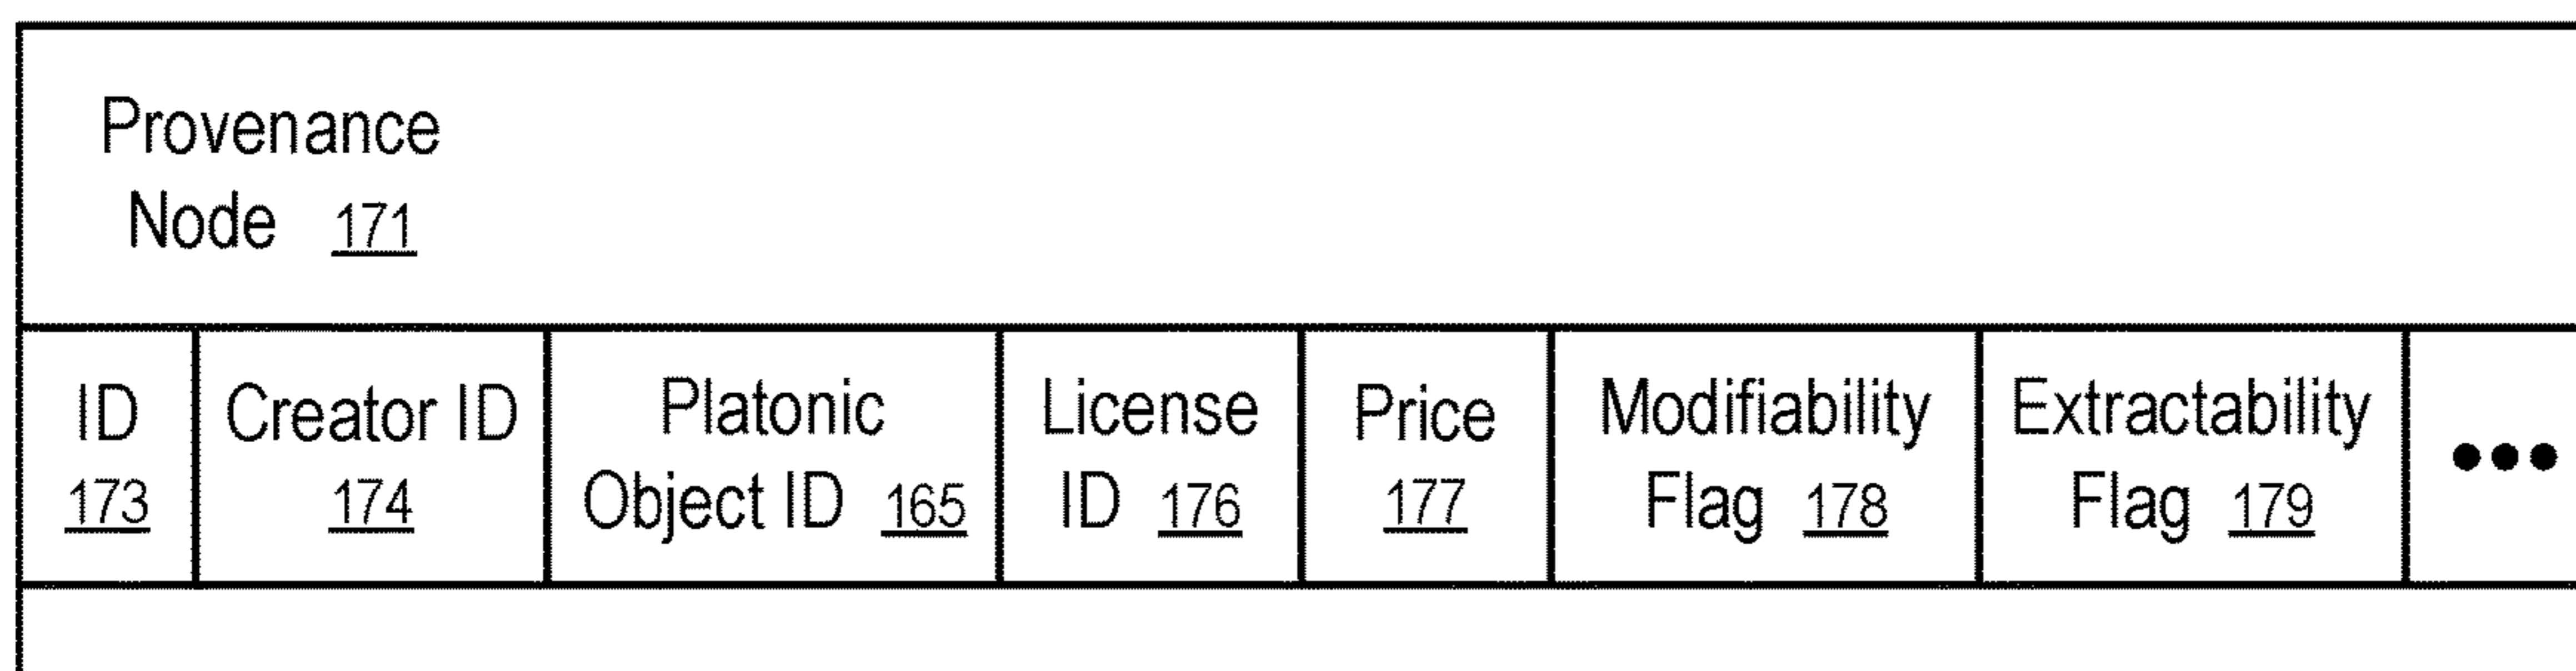 Provenance
Node 171
ID
173
Creator ID
174
Platonic
Object ID 165
License
ID 176
Price
177
Modifiability
Flag 178
Extractability
Flag 179
•••